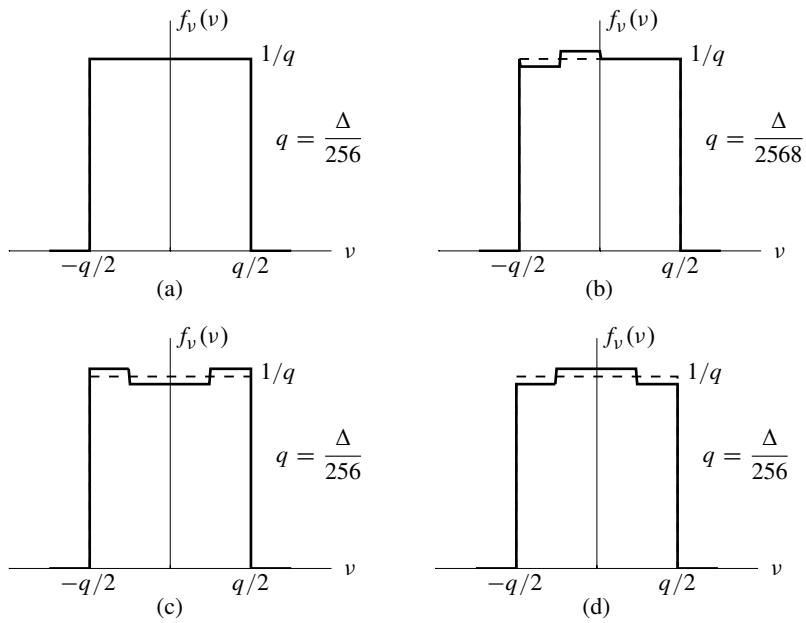 f_ν(ν)
1/q
q = Δ/256
−q/2 q/2 ν
(a)
f_ν(ν)
1/q
q = Δ/2568
−q/2 q/2 ν
(b)
f_ν(ν)
1/q
q = Δ/256
−q/2 q/2 ν
(c)
f_ν(ν)
1/q
q = Δ/256
−q/2 q/2 ν
(d)